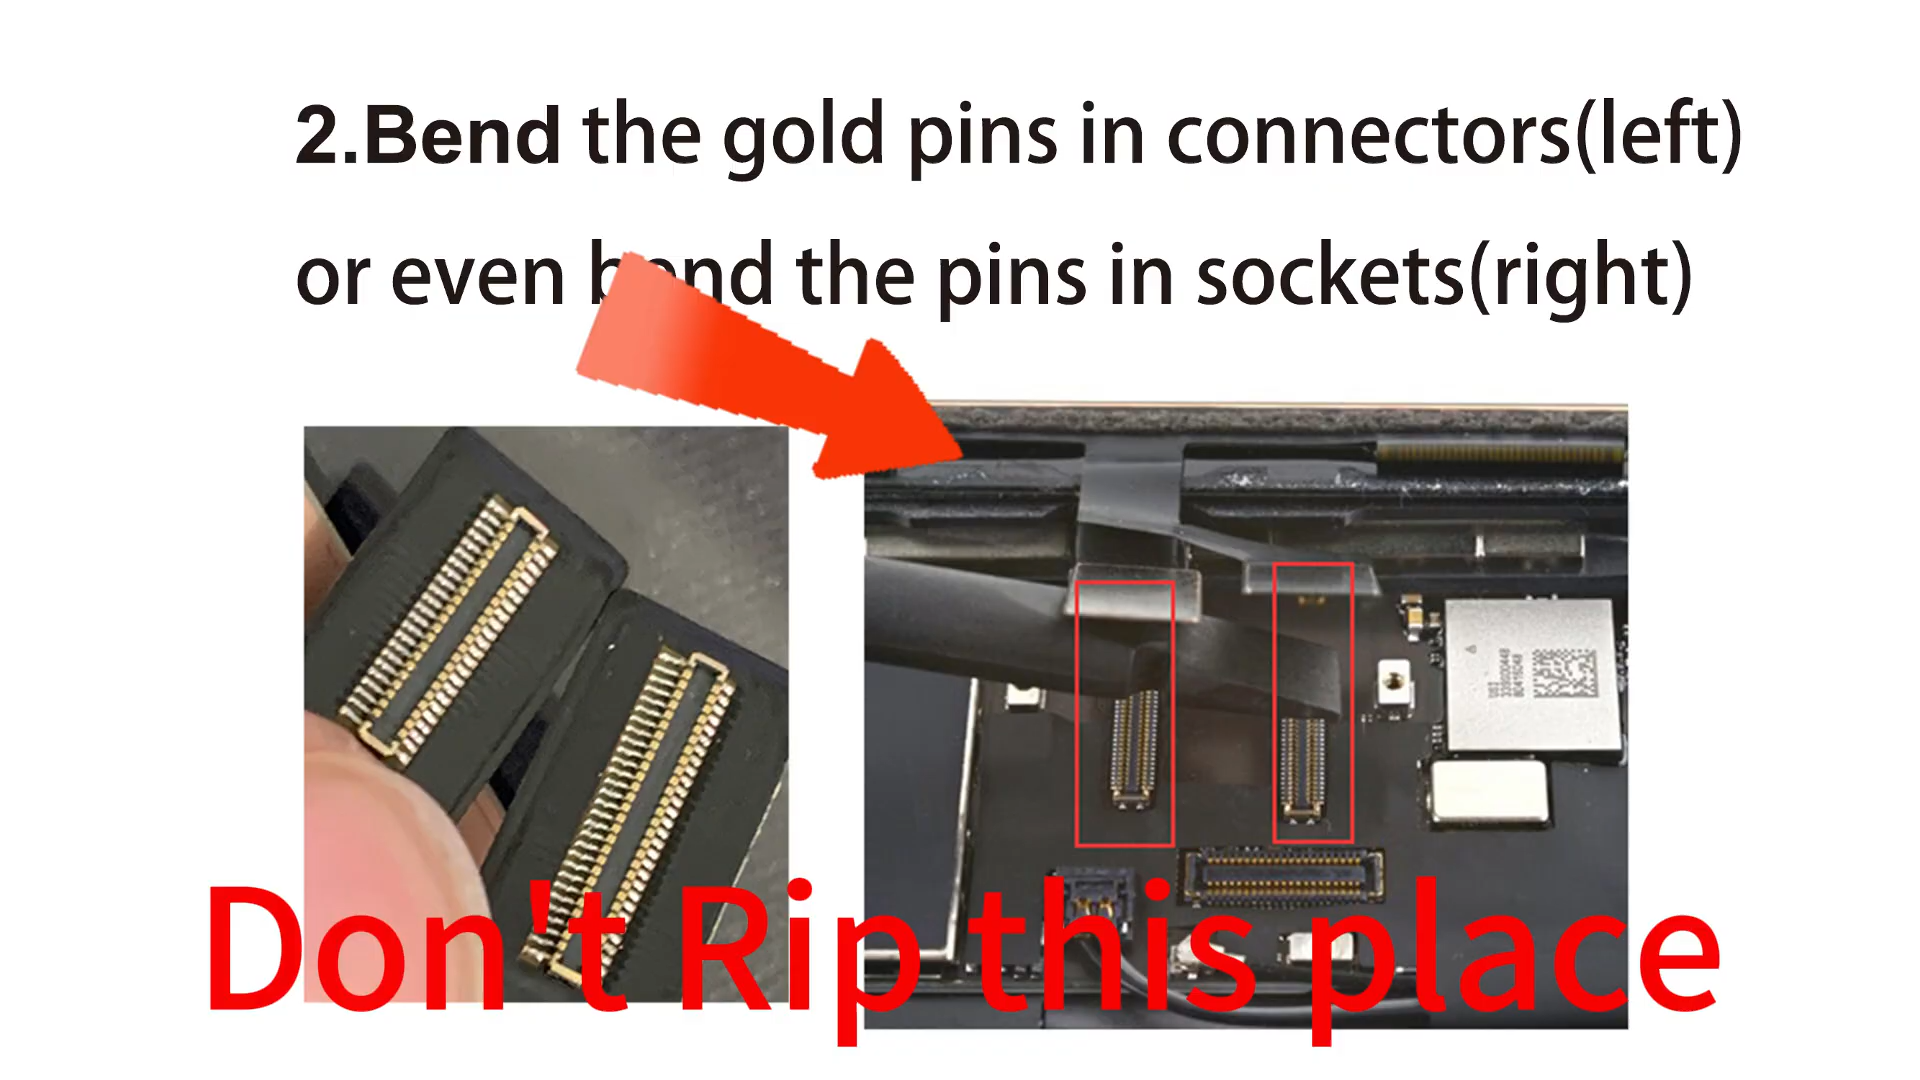 2.Bend the gold pins in connectors(left)
or even bend the pins in sockets(right)
Don't Rip this place